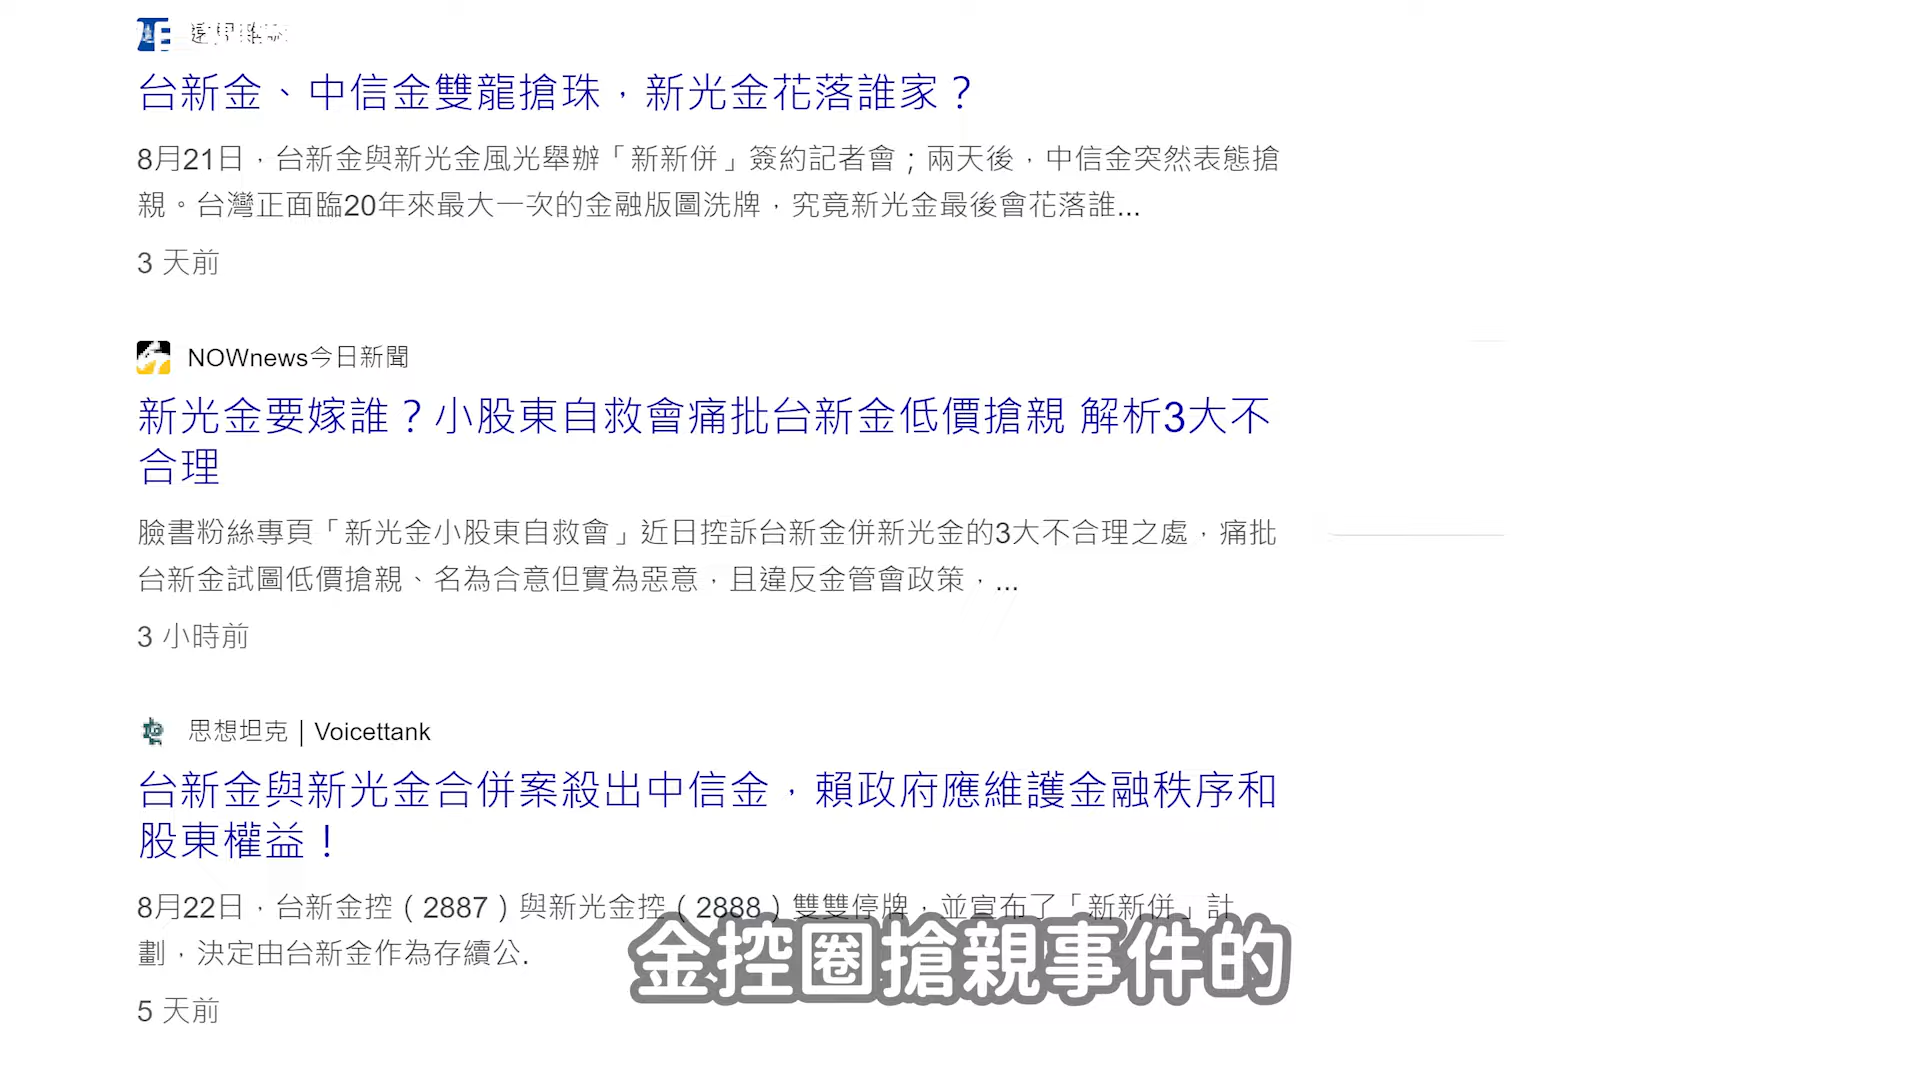 台新金、中信金雙龍搶珠，新光金花落誰家？
8月21日，台新金與新光金風光舉辦「新新併」簽約記者會；兩天後，中信金突然表態搶
親。台灣正面臨20年來最大一次的金融版圖洗牌，究竟新光金最後會花落誰...
3 天前
NOWnews今日新聞
新光金要嫁誰？小股東自救會痛批台新金低價搶親 解析3大不
合理
臉書粉絲專頁「新光金小股東自救會」近日控訴台新金併新光金的3大不合理之處，痛批
台新金試圖低價搶親、名為合意但實為惡意，且違反金管會政策，...
3 小時前
思想坦克｜Voicettank
台新金與新光金合併案殺出中信金，賴政府應維護金融秩序和
股東權益！
8月22日，台新金控（2887）與新光金控（2888）雙雙停牌，並宣布了「新新併」計
劃，決定由台新金作為存續公.
金控圈搶親事件的
5 天前